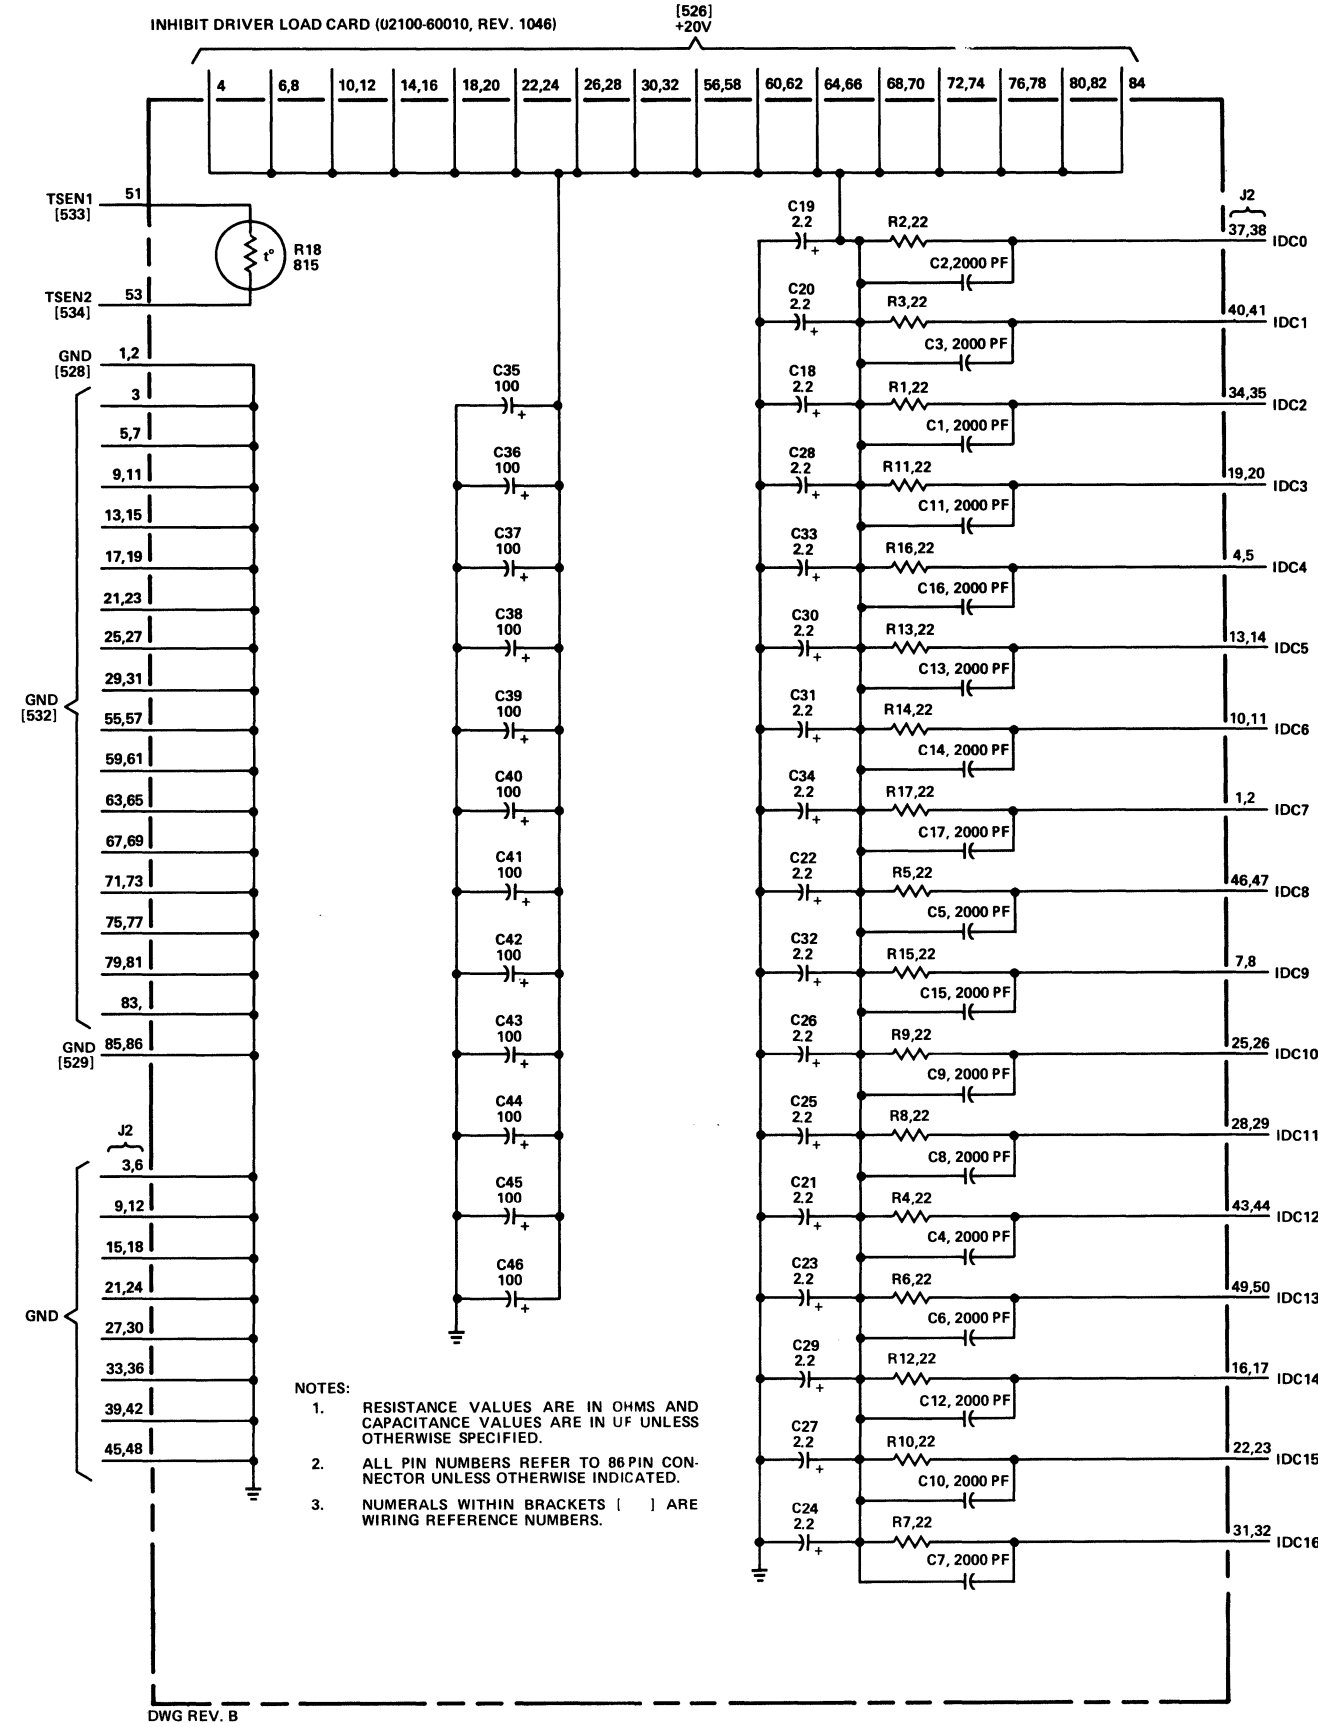 INHIBIT DRIVER LOAD CARD (02100-60010, REV. 1046)
[526]
+20V
4 6,8 10,12 14,16 18,20 22,24 26,28 30,32 56,58 60,62 64,66 68,70 72,74 76,78 80,82 84
TSEN1 51
[533]
R18
815
t°
TSEN2 53
[534]
GND 1,2
[528]
3
5,7
9,11
13,15
17,19
21,23
25,27
29,31
GND
[532]
55,57
59,61
63,65
67,69
71,73
75,77
79,81
83,
GND 85,86
[529]
J2
3,6
9,12
15,18
21,24
GND
27,30
33,36
39,42
45,48
C35
100
+
C36
100
+
C37
100
+
C38
100
+
C39
100
+
C40
100
+
C41
100
+
C42
100
+
C43
100
+
C44
100
+
C45
100
+
C46
100
+
J2
C19
2.2
+
R2,22
C2,2000 PF
37,38 IDC0
C20
2.2
+
R3,22
C3, 2000 PF
40,41 IDC1
C18
2.2
+
R1,22
C1, 2000 PF
34,35 IDC2
C28
2.2
+
R11,22
C11, 2000 PF
19,20 IDC3
C33
2.2
+
R16,22
C16, 2000 PF
4,5 IDC4
C30
2.2
+
R13,22
C13, 2000 PF
13,14 IDC5
C31
2.2
+
R14,22
C14, 2000 PF
10,11 IDC6
C34
2.2
+
R17,22
C17, 2000 PF
1,2 IDC7
C22
2.2
+
R5,22
C5, 2000 PF
46,47 IDC8
C32
2.2
+
R15,22
C15, 2000 PF
7,8 IDC9
C26
2.2
+
R9,22
C9, 2000 PF
25,26 IDC10
C25
2.2
+
R8,22
C8, 2000 PF
28,29 IDC11
C21
2.2
+
R4,22
C4, 2000 PF
43,44 IDC12
C23
2.2
+
R6,22
C6, 2000 PF
49,50 IDC13
C29
2.2
+
R12,22
C12, 2000 PF
16,17 IDC14
C27
2.2
+
R10,22
C10, 2000 PF
22,23 IDC15
C24
2.2
+
R7,22
C7, 2000 PF
31,32 IDC16
NOTES:
1. RESISTANCE VALUES ARE IN OHMS AND
CAPACITANCE VALUES ARE IN UF UNLESS
OTHERWISE SPECIFIED.
2. ALL PIN NUMBERS REFER TO 86 PIN CON-
NECTOR UNLESS OTHERWISE INDICATED.
3. NUMERALS WITHIN BRACKETS [ ] ARE
WIRING REFERENCE NUMBERS.
DWG REV. B